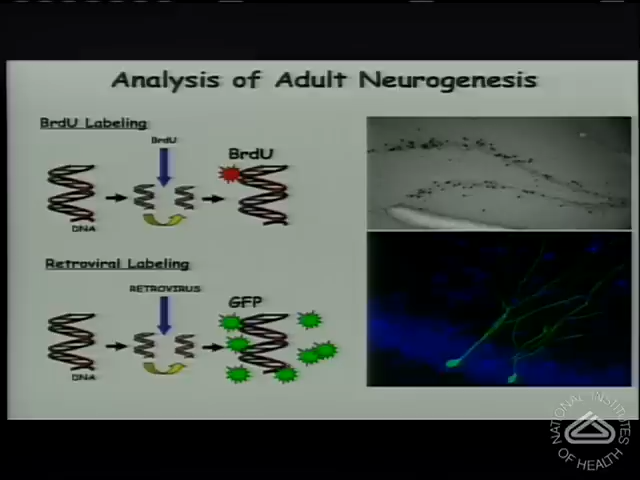 Analysis of Adult Neurogenesis
BrdU Labeling
BrdU
BrdU
DNA
Retroviral Labeling
RETROVIRUS
GFP
DNA
NATIONAL INSTITUTES
OF HEALTH